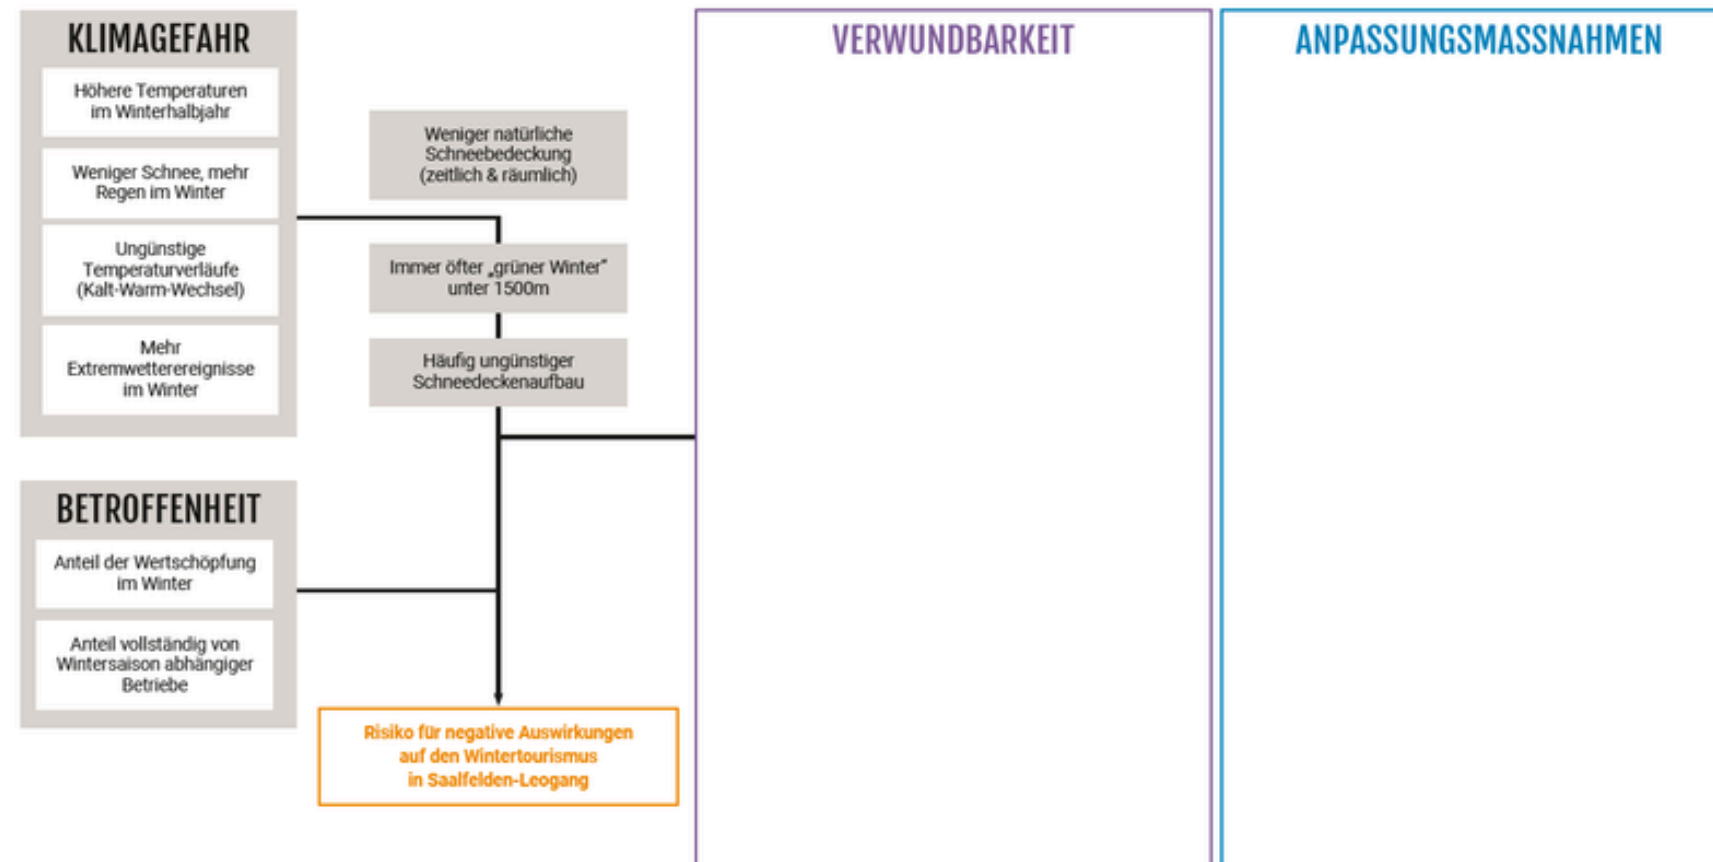 KLIMAGEFAHR
Höhere Temperaturen
im Winterhalbjahr
Weniger Schnee, mehr
Regen im Winter
Ungünstige
Temperaturverläufe
(Kalt-Warm-Wechsel)
Mehr
Extremwetterereignisse
im Winter
Weniger natürliche
Schneebedeckung
(zeitlich & räumlich)
Immer öfter „grüner Winter“
unter 1500m
Häufig ungünstiger
Schneedeckenaufbau
BETROFFENHEIT
Anteil der Wertschöpfung
im Winter
Anteil vollständig von
Wintersaison abhängiger
Betriebe
Risiko für negative Auswirkungen
auf den Wintertourismus
in Saalfelden-Leogang
VERWUNDBARKEIT
ANPASSUNGSMASSNAHMEN